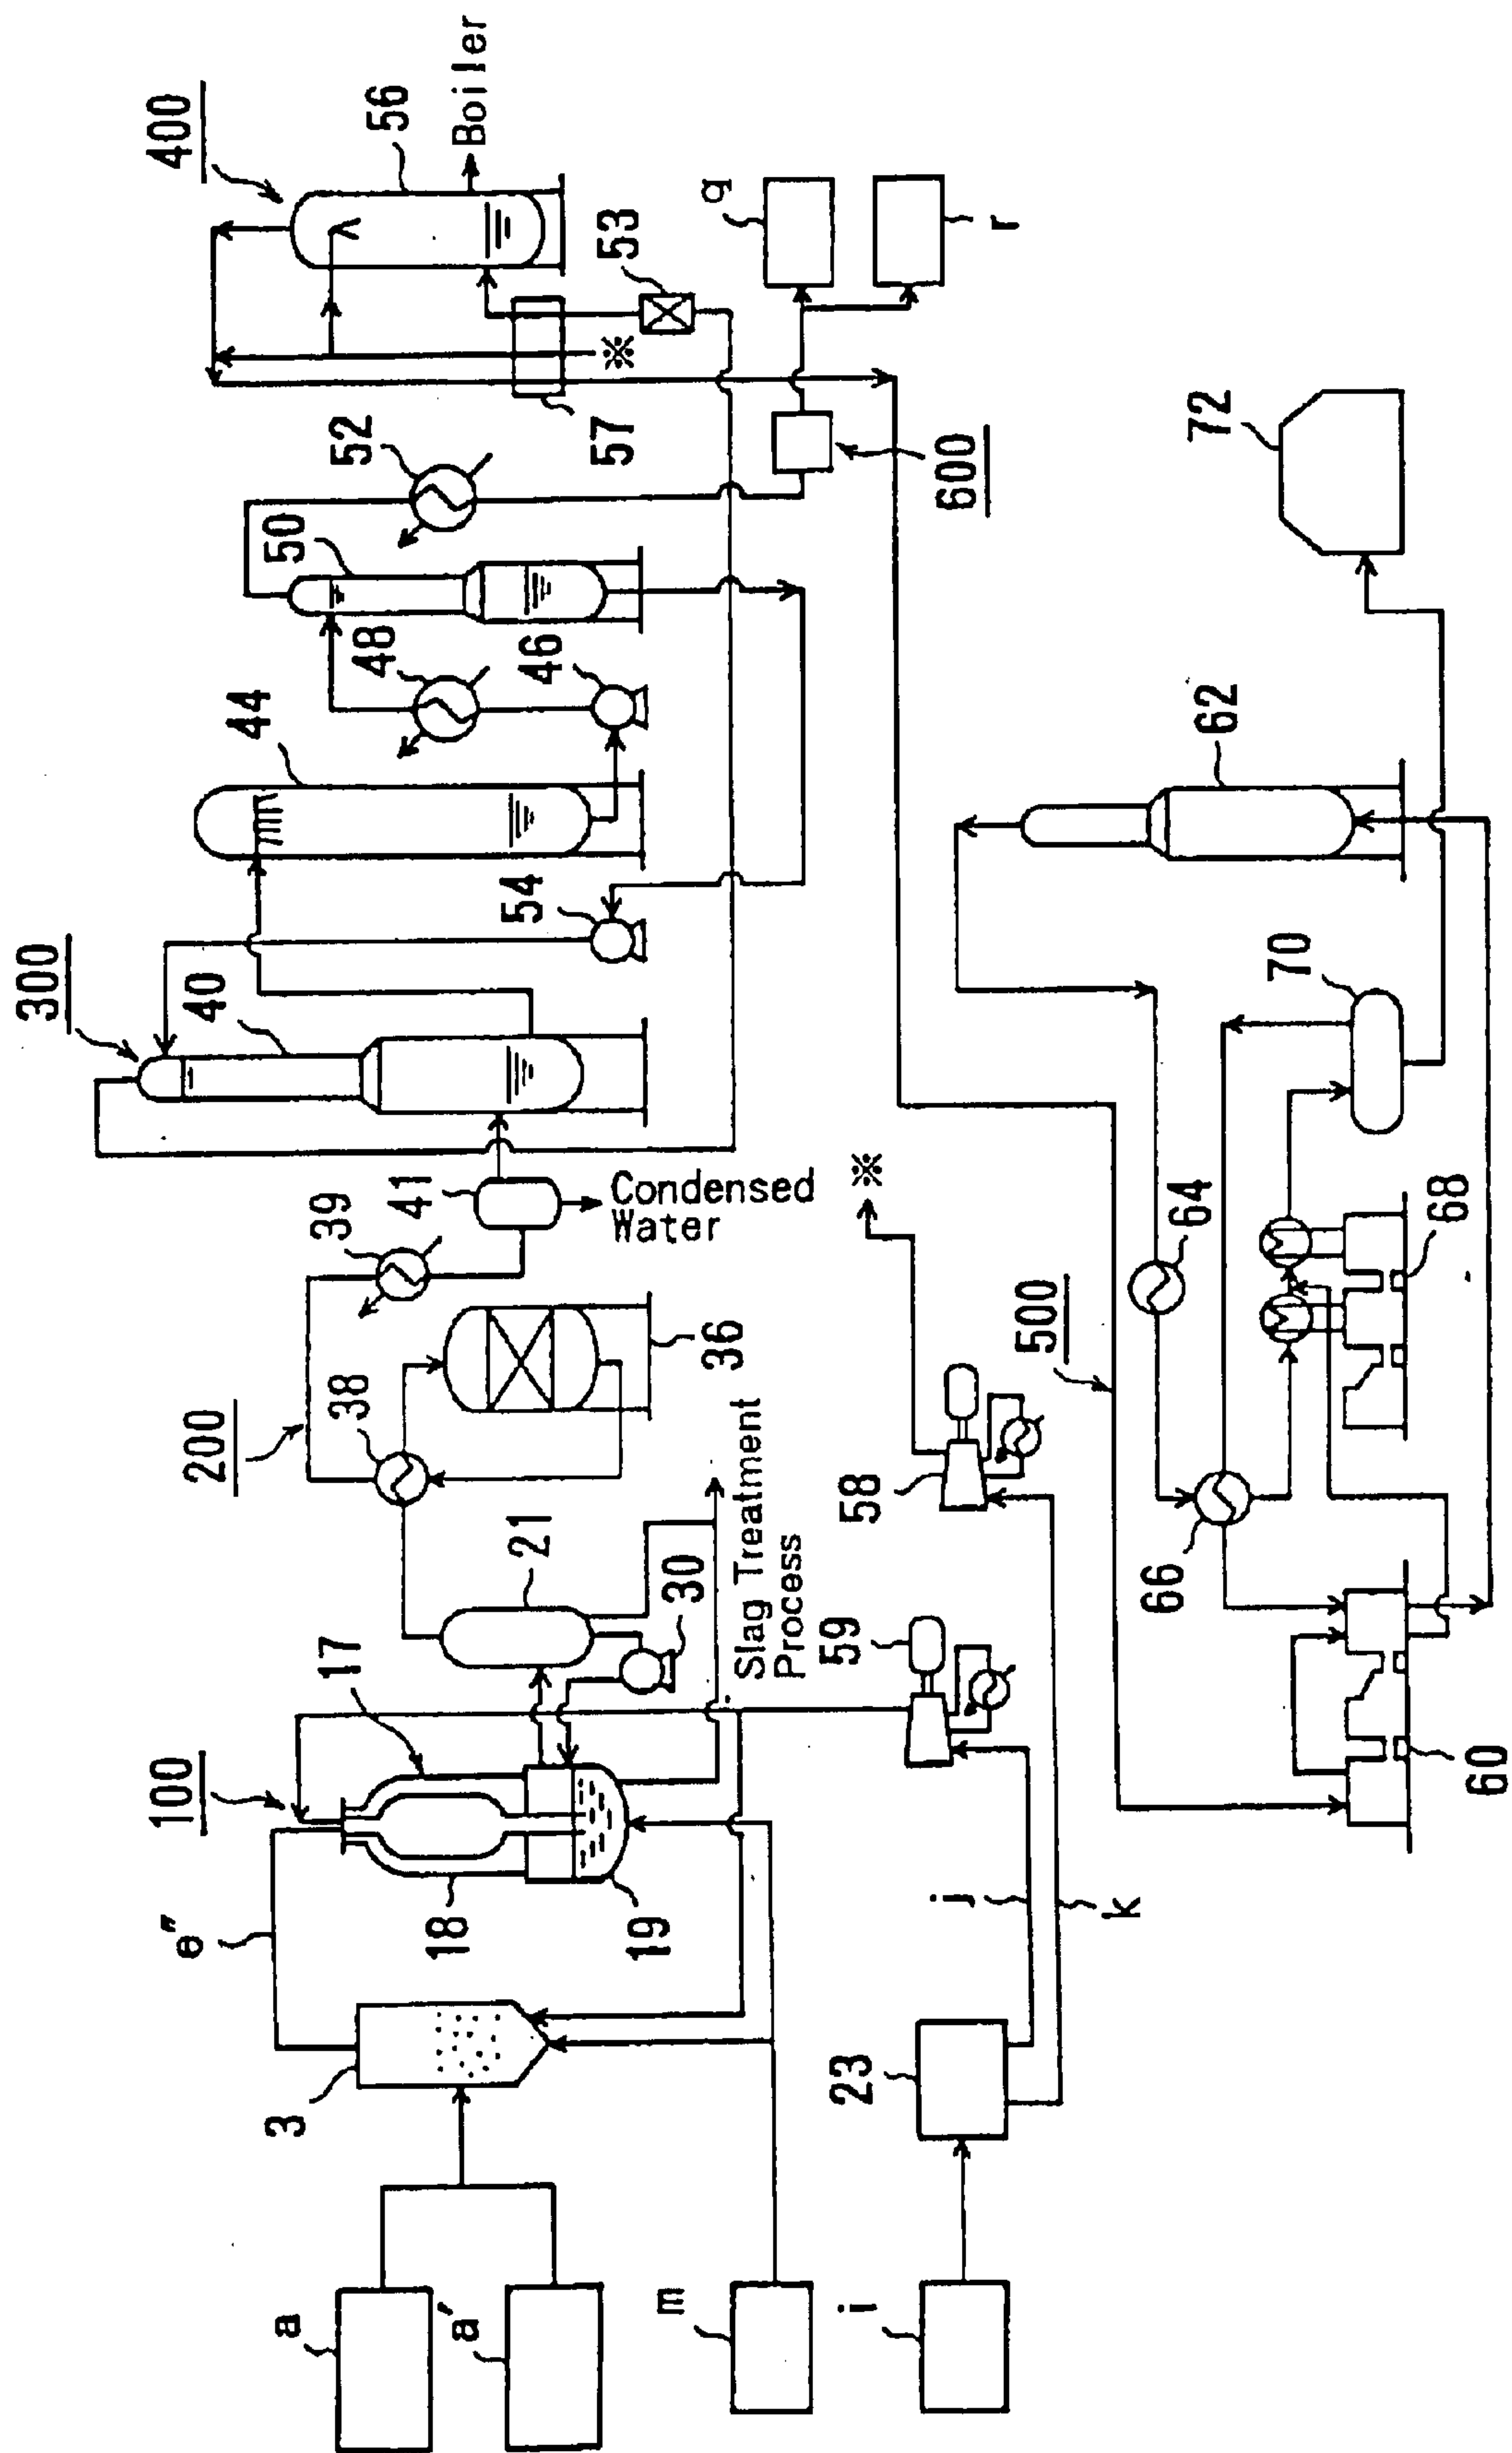 100
200
300
400
500
600
a
a'
3
e"
17
18
19
21
30
38
36
39
41
40
54
44
46
48
50
52
57
53
56
Boiler
Condensed
Water
Slag Treatment
Process
m
i
23
j
k
59
58
※
※
q
r
60
62
64
66
68
70
72